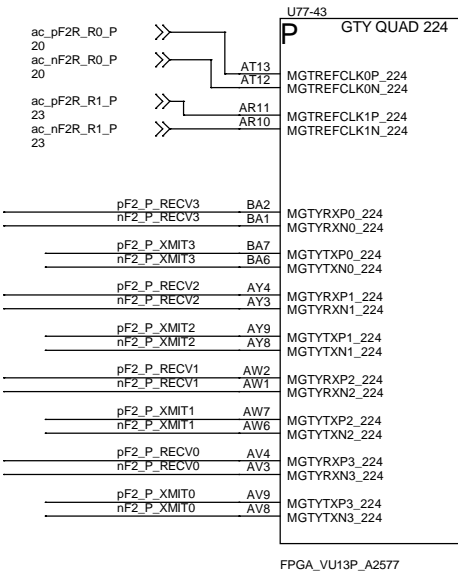 U77-43
P
GTY QUAD 224
ac_pF2R_R0_P
20
ac_nF2R_R0_P
20
ac_pF2R_R1_P
23
ac_nF2R_R1_P
23
AT13 MGTREFCLK0P_224
AT12 MGTREFCLK0N_224
AR11 MGTREFCLK1P_224
AR10 MGTREFCLK1N_224
pF2_P_RECV3 BA2 MGTYRXP0_224
nF2_P_RECV3 BA1 MGTYRXN0_224
pF2_P_XMIT3 BA7 MGTYTXP0_224
nF2_P_XMIT3 BA6 MGTYTXN0_224
pF2_P_RECV2 AY4 MGTYRXP1_224
nF2_P_RECV2 AY3 MGTYRXN1_224
pF2_P_XMIT2 AY9 MGTYTXP1_224
nF2_P_XMIT2 AY8 MGTYTXN1_224
pF2_P_RECV1 AW2 MGTYRXP2_224
nF2_P_RECV1 AW1 MGTYRXN2_224
pF2_P_XMIT1 AW7 MGTYTXP2_224
nF2_P_XMIT1 AW6 MGTYTXN2_224
pF2_P_RECV0 AV4 MGTYRXP3_224
nF2_P_RECV0 AV3 MGTYRXN3_224
pF2_P_XMIT0 AV9 MGTYTXP3_224
nF2_P_XMIT0 AV8 MGTYTXN3_224
FPGA_VU13P_A2577